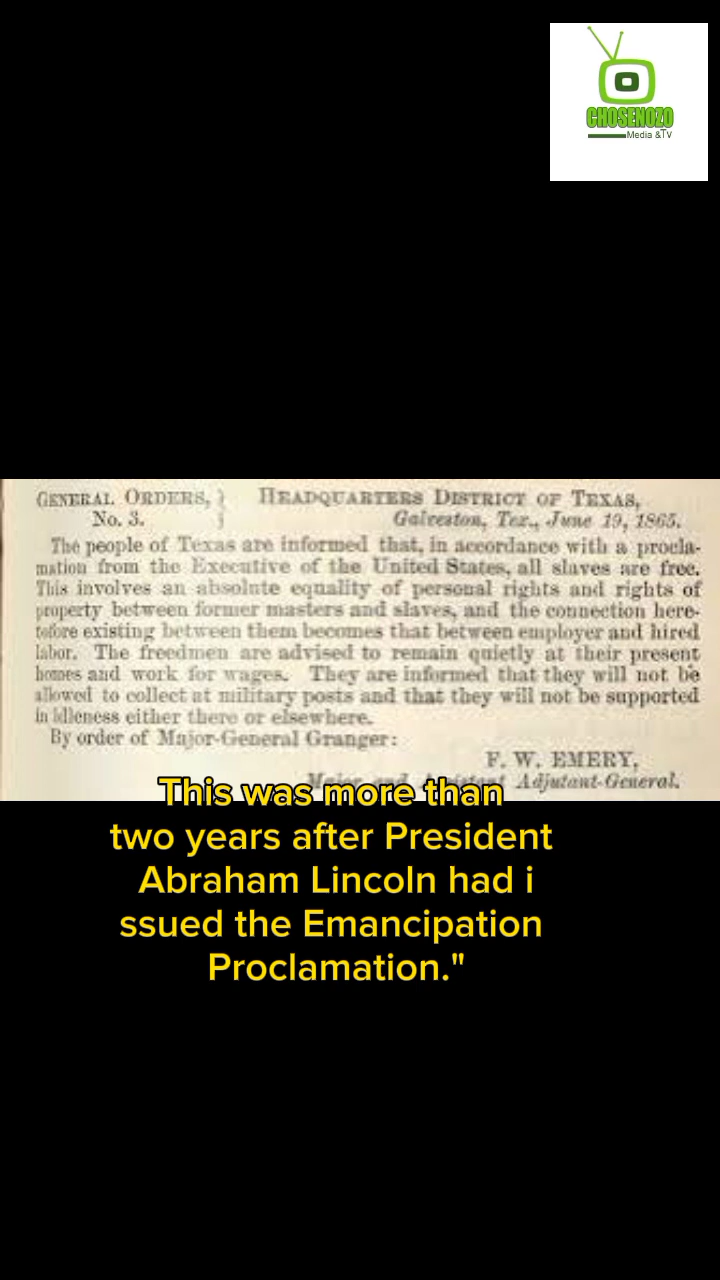 CHOSENOZO
Media &Tv
GENERAL ORDERS, } HEADQUARTERS DISTRICT OF TEXAS,
No. 3. } Galveston, Tex., June 19, 1865.
The people of Texas are informed that, in accordance with a procla-
mation from the Executive of the United States, all slaves are free.
This involves an absolute equality of personal rights and rights of
property between former masters and slaves, and the connection here-
tofore existing between them becomes that between employer and hired
labor. The freedmen are advised to remain quietly at their present
homes and work for wages. They are informed that they will not be
allowed to collect at military posts and that they will not be supported
in idleness either there or elsewhere.
By order of Major-General Granger:
F. W. EMERY,
Major and Assistant Adjutant-General.
This was more than
two years after President
Abraham Lincoln had i
ssued the Emancipation
Proclamation."